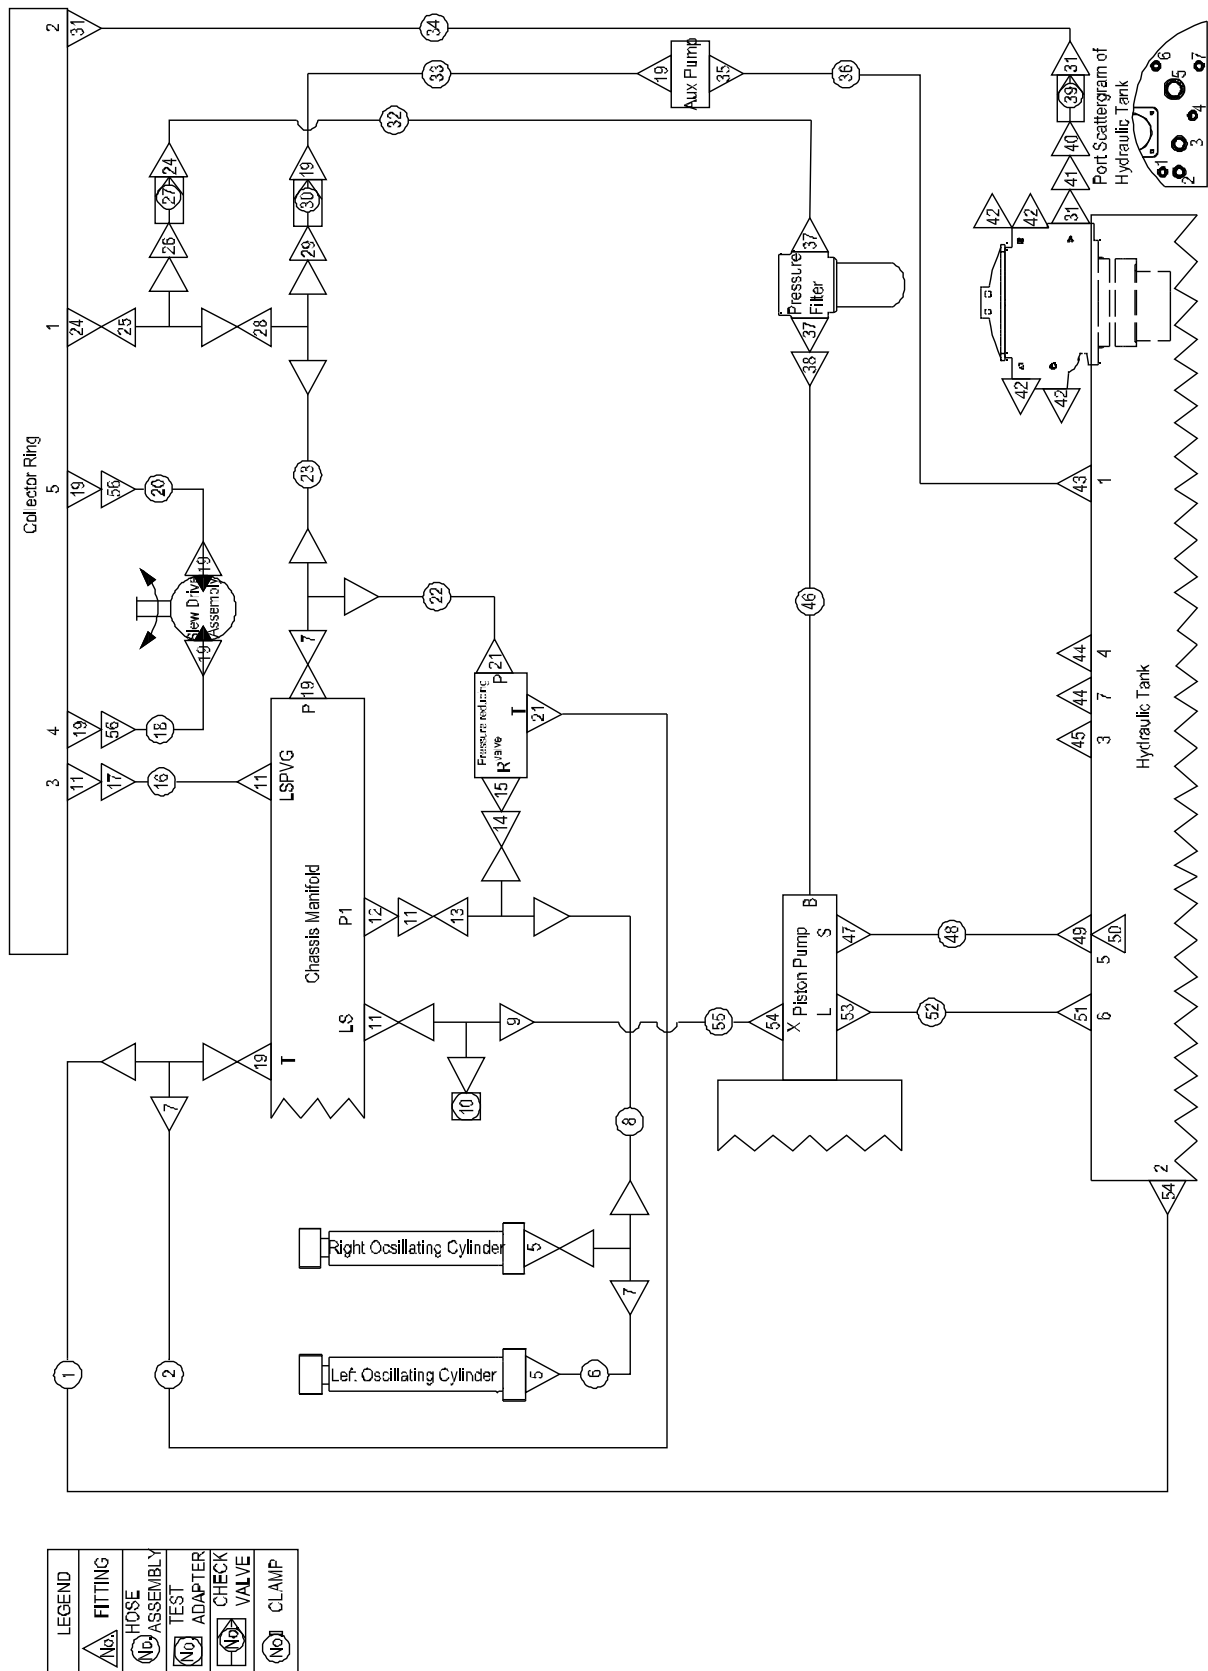 Collector Ring
2
1
5
4
3
31
34
33
19
Aux Pump
35
36
32
24
27
26
19
30
29
24
25
28
23
37
Pressure
Filter
37
38
46
31
39
40
41
31
42
42
42
42
Port Scattergram of
Hydraulic Tank
1
2
3
4
5
6
7
19
56
20
19
Slew Drive
Assembly
19
19
56
18
11
17
16
11
LSPVG
7
19
P
22
21
P
Pressure reducing
valve
T
21
R
15
14
Chassis Manifold
P1
12
11
13
LS
11
9
10
T
19
7
55
54
X
Piston Pump
B
S
L
47
48
49
50
5
53
52
51
6
43
1
44
4
44
7
45
3
Hydraulic Tank
2
54
8
Right Ocsillating Cylinder
5
7
Left Oscillating Cylinder
5
6
1
2
LEGEND
No. FITTING
No. HOSE
ASSEMBLY
No. TEST
ADAPTER
No. CHECK
VALVE
No. CLAMP